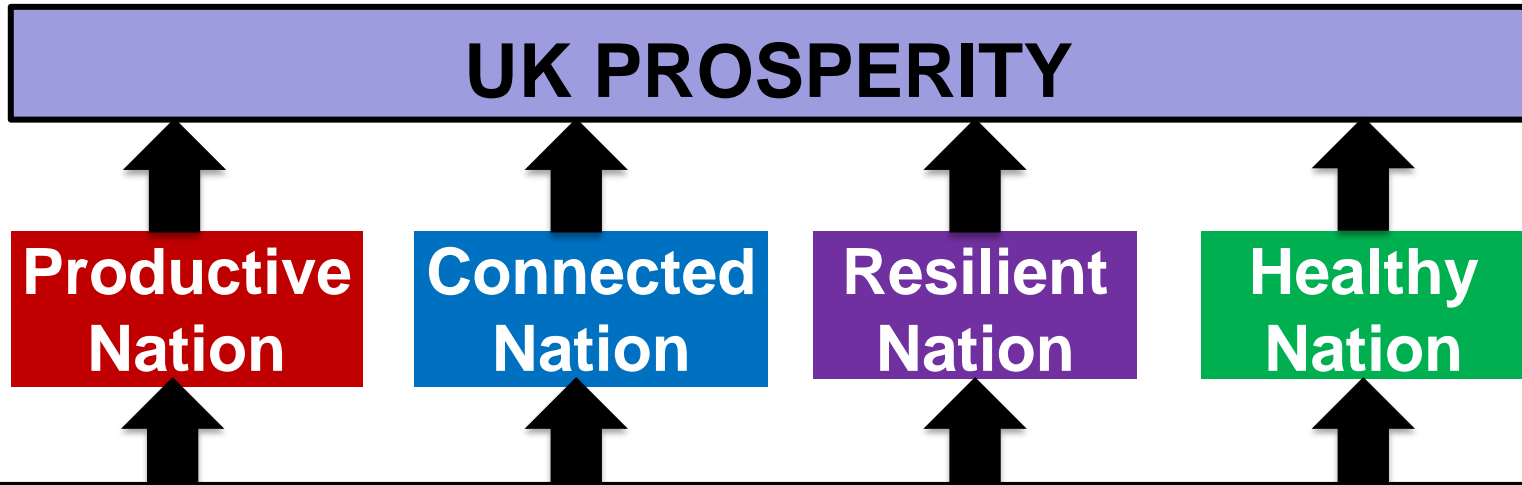 UK PROSPERITY
Productive
Nation
Connected
Nation
Resilient
Nation
Healthy
Nation